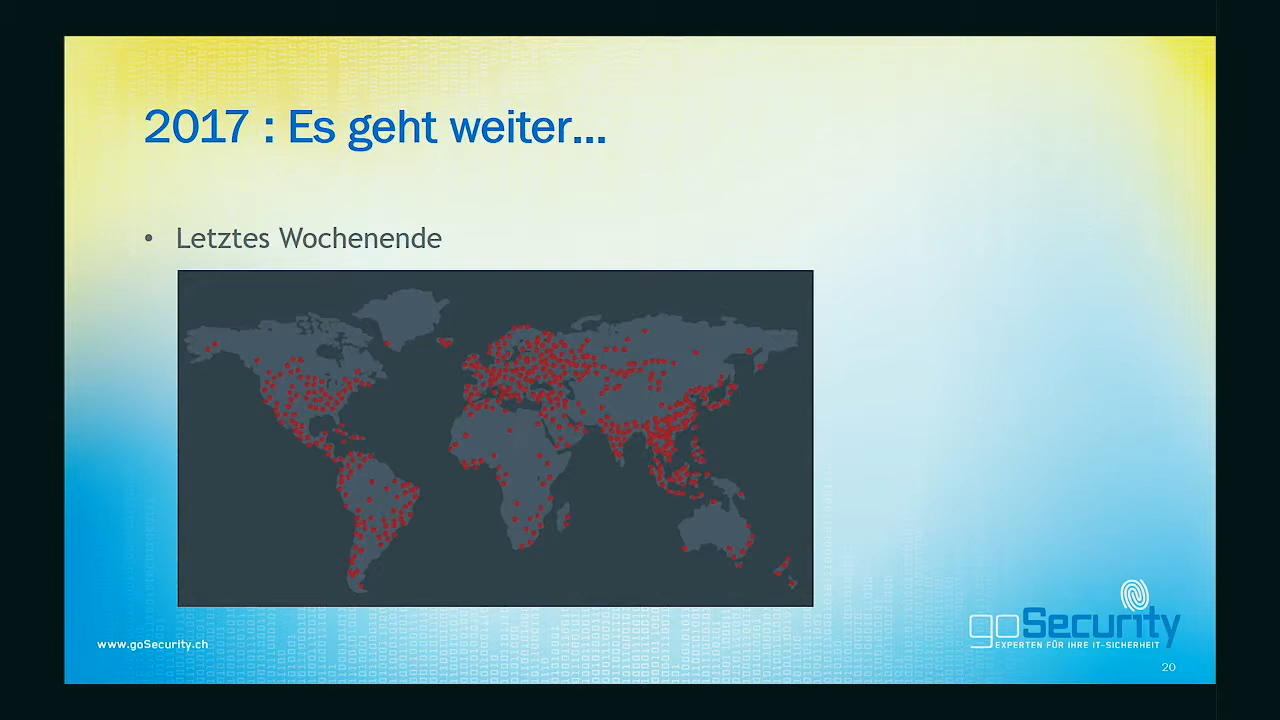 2017 : Es geht weiter...
• Letztes Wochenende
www.goSecurity.ch
goSecurity
EXPERTEN FÜR IHRE IT-SICHERHEIT
20